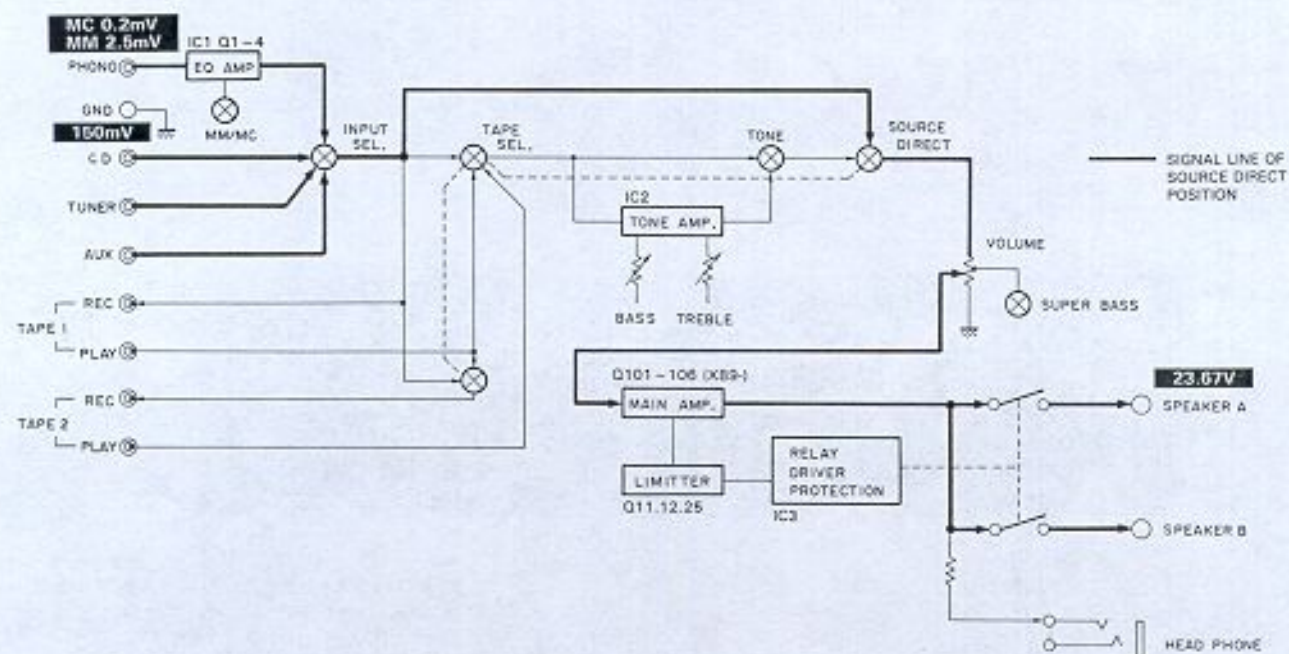 MC 0.2mV
MM 2.5mV
IC1 Q1-4
PHONO
EQ AMP
GND
MM/MC
150mV
INPUT
SEL.
TAPE
SEL.
TONE
SOURCE
DIRECT
CD
SIGNAL LINE OF
SOURCE DIRECT
POSITION
TUNER
IC2
TONE AMP.
AUX
VOLUME
REC
BASS
TREBLE
SUPER BASS
TAPE 1
PLAY
Q101-106 (X89-)
23.67V
REC
MAIN AMP.
SPEAKER A
TAPE 2
PLAY
RELAY
DRIVER
PROTECTION
LIMITTER
Q11.12.25
IC3
SPEAKER B
HEAD PHONE